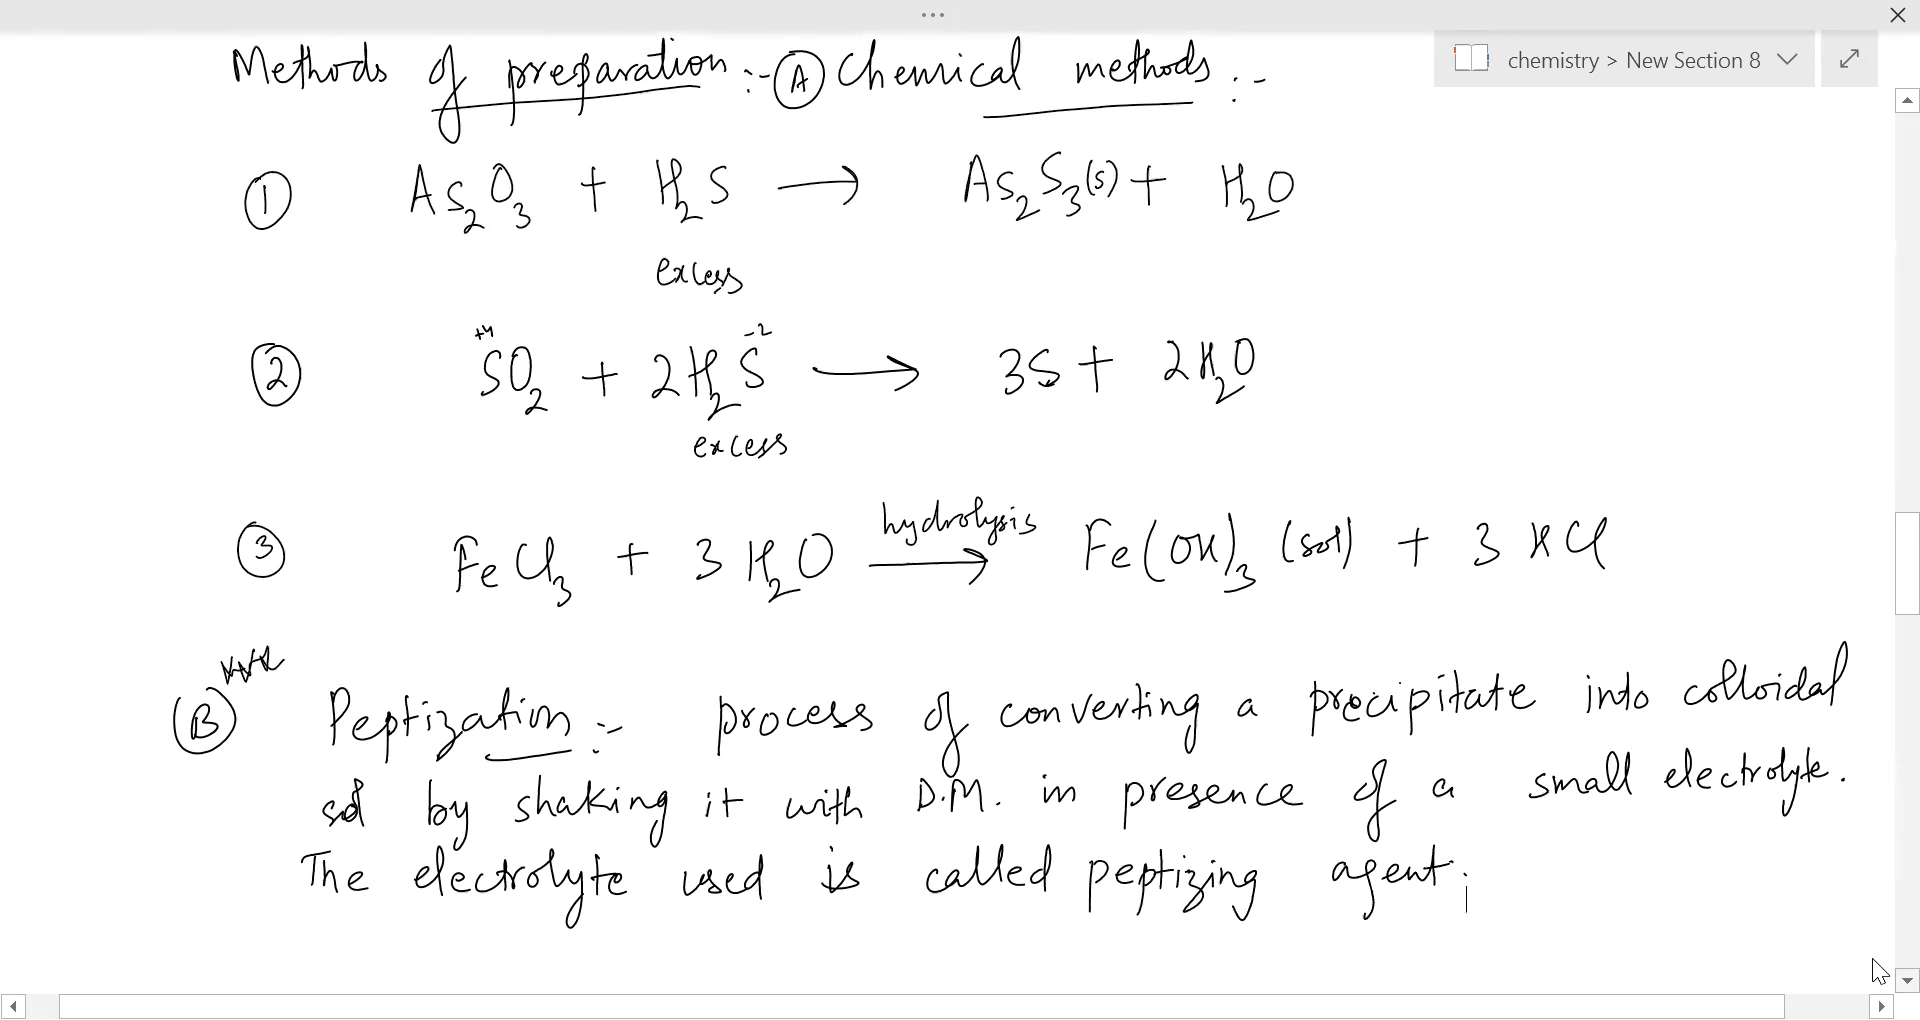 Methods of preparation :- (A) Chemical methods :-
chemistry > New Section 8
① As₂O₃ + H₂S → As₂S₃(s) + H₂O
excess
② SO₂ + 2H₂S → 3S + 2H₂O
+4 -2
excess
③ FeCl₃ + 3 H₂O hydrolysis → Fe(OH)₃ (sol) + 3 HCl
(B) Peptization :- process of converting a precipitate into colloidal
sol by shaking it with D.M. in presence of a small electrolyte.
The electrolyte used is called peptizing agent.